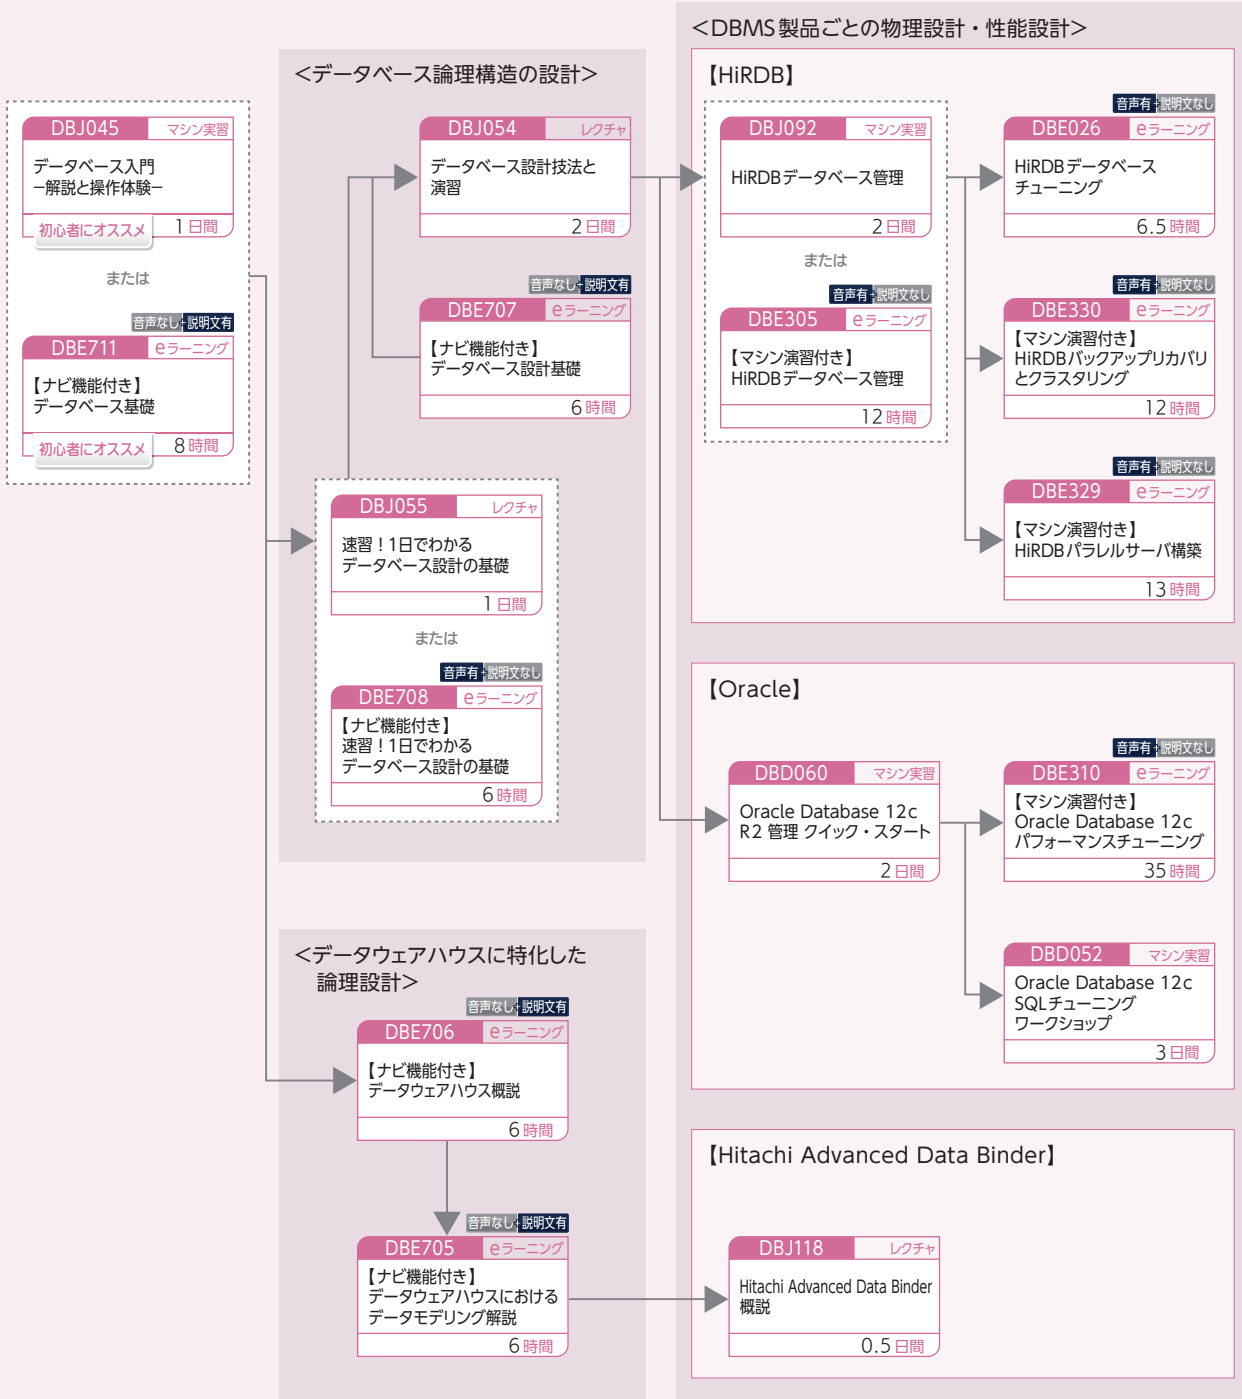 DBJ045 マシン実習
データベース入門
－解説と操作体験－
初心者にオススメ 1日間
または
音声なし+説明文有
DBE711 eラーニング
【ナビ機能付き】
データベース基礎
初心者にオススメ 8時間
＜データベース論理構造の設計＞
DBJ054 レクチャ
データベース設計技法と
演習
2日間
音声なし+説明文有
DBE707 eラーニング
【ナビ機能付き】
データベース設計基礎
6時間
DBJ055 レクチャ
速習！1日でわかる
データベース設計の基礎
1日間
または
音声有+説明文なし
DBE708 eラーニング
【ナビ機能付き】
速習！1日でわかる
データベース設計の基礎
6時間
＜データウェアハウスに特化した
論理設計＞
音声なし+説明文有
DBE706 eラーニング
【ナビ機能付き】
データウェアハウス概説
6時間
音声なし+説明文有
DBE705 eラーニング
【ナビ機能付き】
データウェアハウスにおける
データモデリング解説
6時間
＜DBMS製品ごとの物理設計・性能設計＞
【HiRDB】
DBJ092 マシン実習
HiRDBデータベース管理
2日間
または
音声有+説明文なし
DBE305 eラーニング
【マシン演習付き】
HiRDBデータベース管理
12時間
音声有+説明文なし
DBE026 eラーニング
HiRDBデータベース
チューニング
6.5時間
音声有+説明文なし
DBE330 eラーニング
【マシン演習付き】
HiRDBバックアップリカバリ
とクラスタリング
12時間
音声有+説明文なし
DBE329 eラーニング
【マシン演習付き】
HiRDBパラレルサーバ構築
13時間
【Oracle】
DBD060 マシン実習
Oracle Database 12c
R2 管理 クイック・スタート
2日間
音声有+説明文なし
DBE310 eラーニング
【マシン演習付き】
Oracle Database 12c
パフォーマンスチューニング
35時間
DBD052 マシン実習
Oracle Database 12c
SQLチューニング
ワークショップ
3日間
【Hitachi Advanced Data Binder】
DBJ118 レクチャ
Hitachi Advanced Data Binder
概説
0.5日間